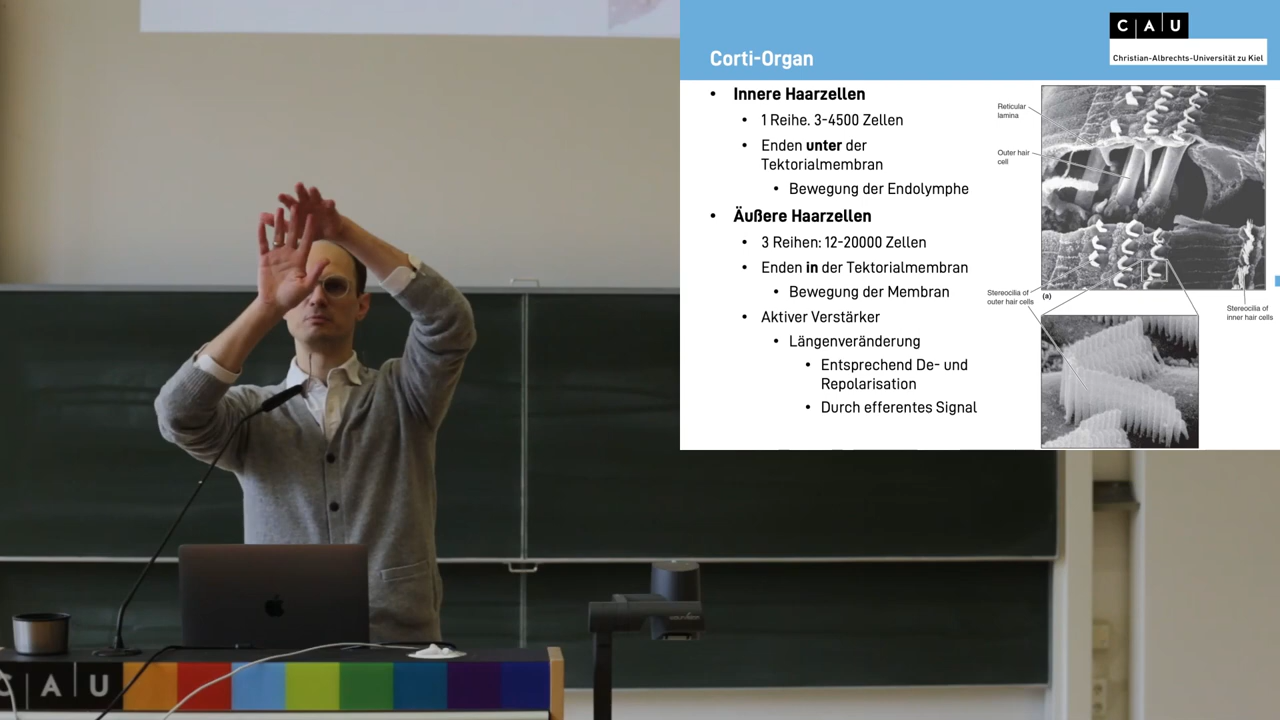 C A U
Christian-Albrechts-Universität zu Kiel
Corti-Organ
• Innere Haarzellen
• 1 Reihe. 3-4500 Zellen
• Enden unter der
Tektorialmembran
• Bewegung der Endolymphe
• Äußere Haarzellen
• 3 Reihen: 12-20000 Zellen
• Enden in der Tektorialmembran
• Bewegung der Membran
• Aktiver Verstärker
• Längenveränderung
• Entsprechend De- und
Repolarisation
• Durch efferentes Signal
Reticular
lamina
Outer hair
cell
Stereocilia of
outer hair cells
(a)
Stereocilia of
inner hair cells
C A U